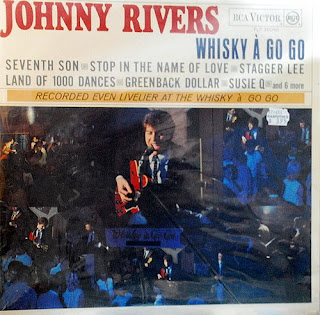 JOHNNY RIVERS
RCA VICTOR
WHISKY À GO GO
SEVENTH SON STOP IN THE NAME OF LOVE STAGGER LEE
LAND OF 1000 DANCES GREENBACK DOLLAR SUSIE Q and 6 more
RECORDED EVEN LIVELIER AT THE WHISKY à GO GO